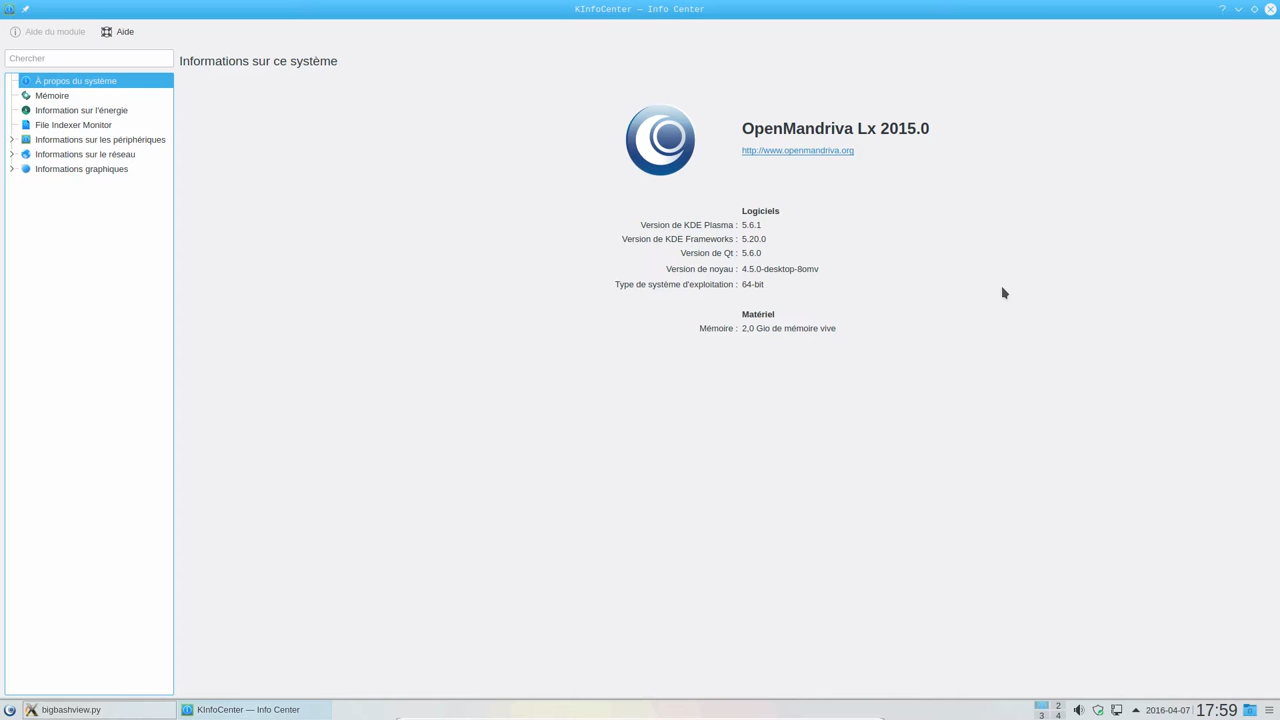 KInfoCenter — Info Center
Aide du module
Aide
Chercher
À propos du système
Mémoire
Information sur l'énergie
File Indexer Monitor
Informations sur les périphériques
Informations sur le réseau
Informations graphiques
Informations sur ce système
OpenMandriva Lx 2015.0
http://www.openmandriva.org
Logiciels
Version de KDE Plasma : 5.6.1
Version de KDE Frameworks : 5.20.0
Version de Qt : 5.6.0
Version de noyau : 4.5.0-desktop-8omv
Type de système d'exploitation : 64-bit
Matériel
Mémoire : 2,0 Gio de mémoire vive
bigbashview.py
KInfoCenter — Info Center
2
3 4
2016-04-07
17:59